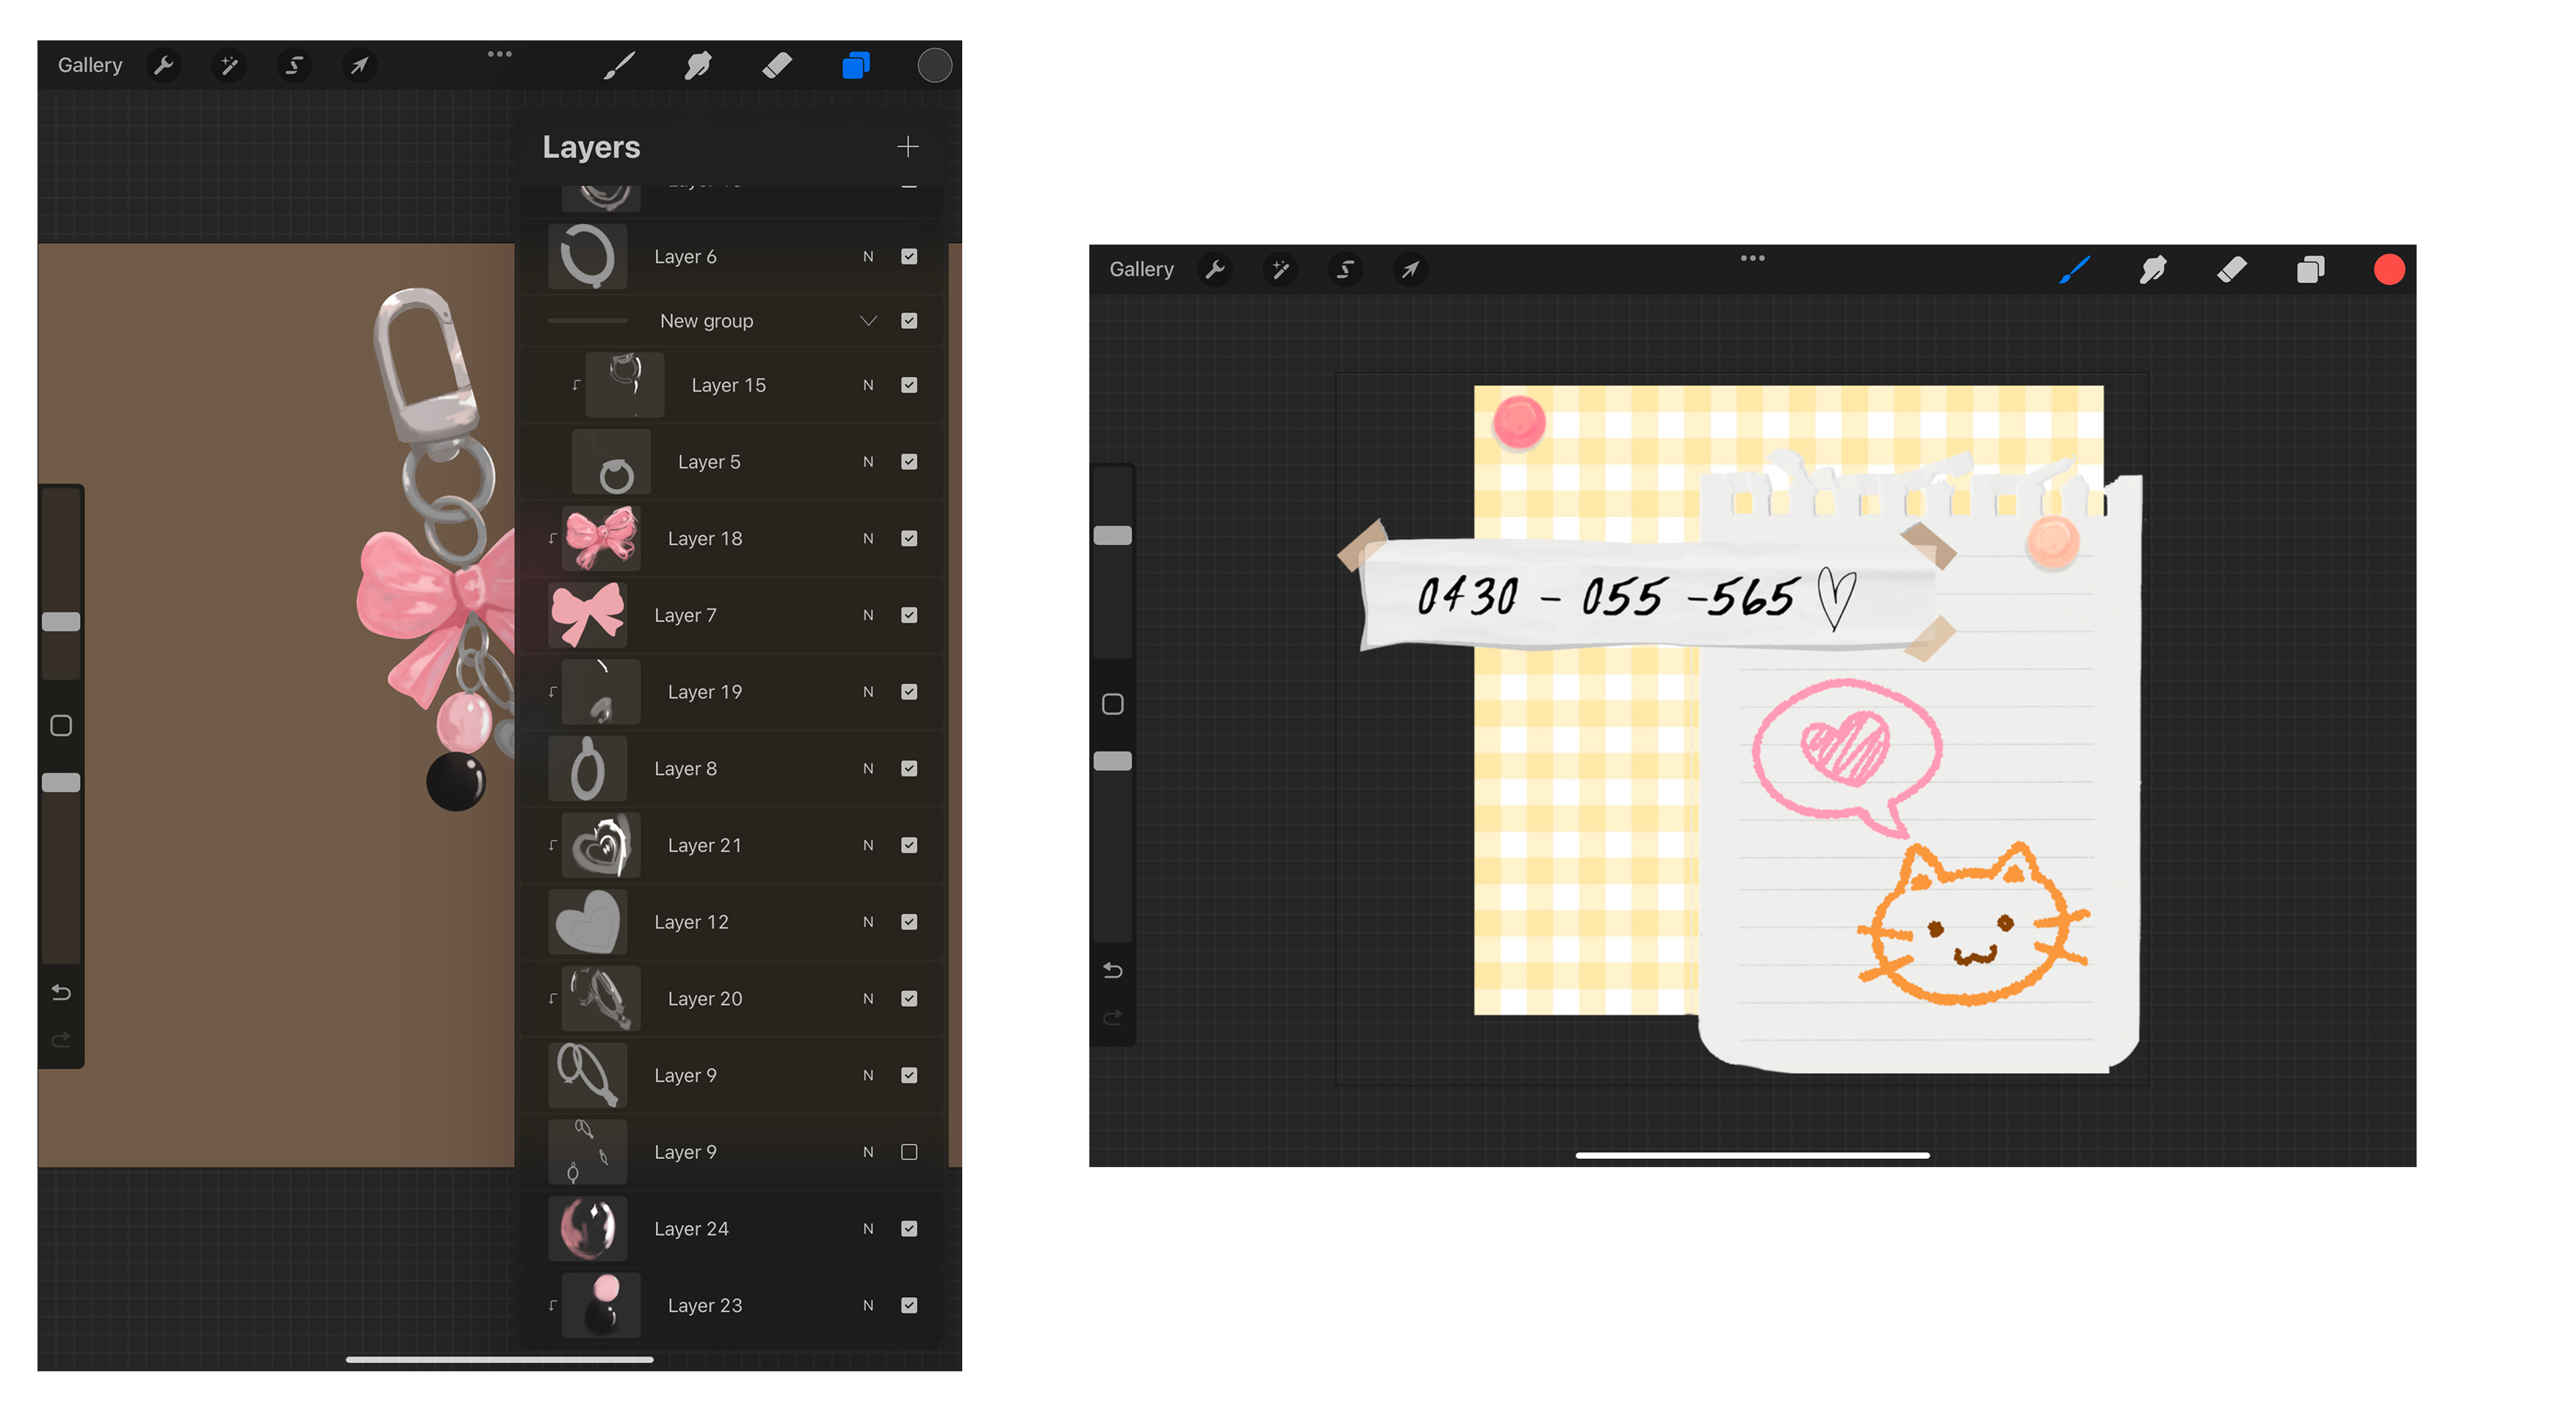 Gallery
Layers
Layer 6 N
New group
Layer 15 N
Layer 5 N
Layer 18 N
Layer 7 N
Layer 19 N
Layer 8 N
Layer 21 N
Layer 12 N
Layer 20 N
Layer 9 N
Layer 9 N
Layer 24 N
Layer 23 N
Gallery
0430 - 055 -565